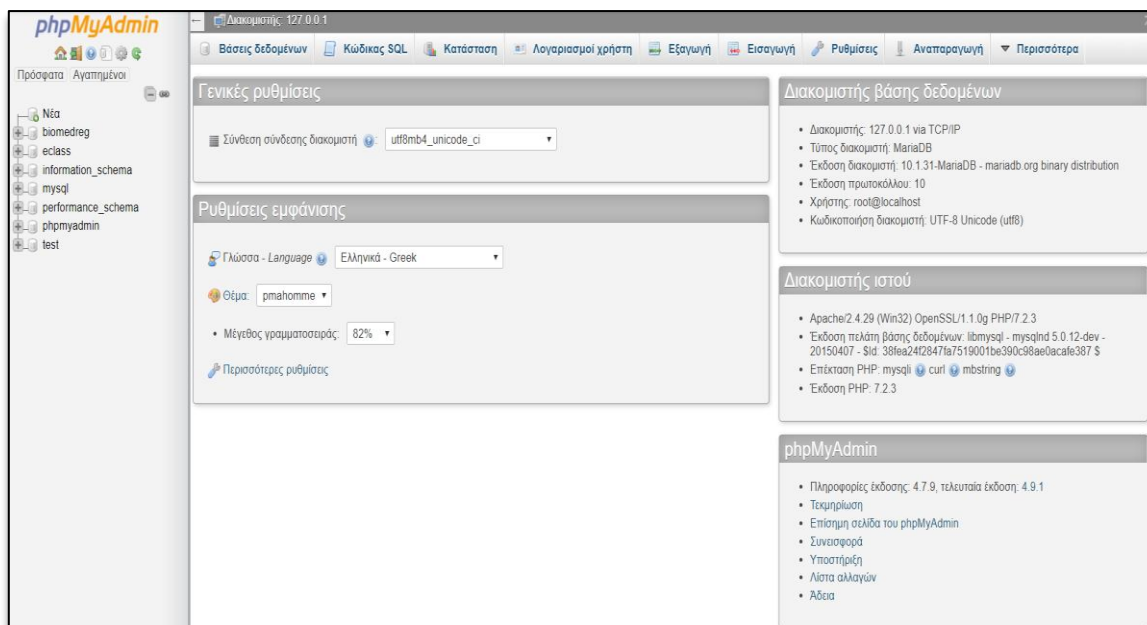 phpMyAdmin
Πρόσφατα Αγαπημένοι
Νέα
biomedreg
eclass
information_schema
mysql
performance_schema
phpmyadmin
test
← Διακομιστής: 127.0.0.1
Βάσεις δεδομένων Κώδικας SQL Κατάσταση Λογαριασμοί χρήστη Εξαγωγή Εισαγωγή Ρυθμίσεις Αναπαραγωγή Περισσότερα
Γενικές ρυθμίσεις
Σύνθεση σύνδεσης διακομιστή : utf8mb4_unicode_ci
Ρυθμίσεις εμφάνισης
Γλώσσα - Language Ελληνικά - Greek
Θέμα: pmahomme
• Μέγεθος γραμματοσειράς: 82%
Περισσότερες ρυθμίσεις
Διακομιστής βάσης δεδομένων
• Διακομιστής: 127.0.0.1 via TCP/IP
• Τύπος διακομιστή: MariaDB
• Έκδοση διακομιστή: 10.1.31-MariaDB - mariadb.org binary distribution
• Έκδοση πρωτοκόλλου: 10
• Χρήστης: root@localhost
• Κωδικοποίηση διακομιστή: UTF-8 Unicode (utf8)
Διακομιστής ιστού
• Apache/2.4.29 (Win32) OpenSSL/1.1.0g PHP/7.2.3
• Έκδοση πελάτη βάσης δεδομένων: libmysql - mysqlnd 5.0.12-dev -
20150407 - $Id: 38fea24f2847fa7519001be390c98ae0acafe387 $
• Επέκταση PHP: mysqli curl mbstring
• Έκδοση PHP: 7.2.3
phpMyAdmin
• Πληροφορίες έκδοσης: 4.7.9, τελευταία έκδοση: 4.9.1
• Τεκμηρίωση
• Επίσημη σελίδα του phpMyAdmin
• Συνεισφορά
• Υποστήριξη
• Λίστα αλλαγών
• Άδεια